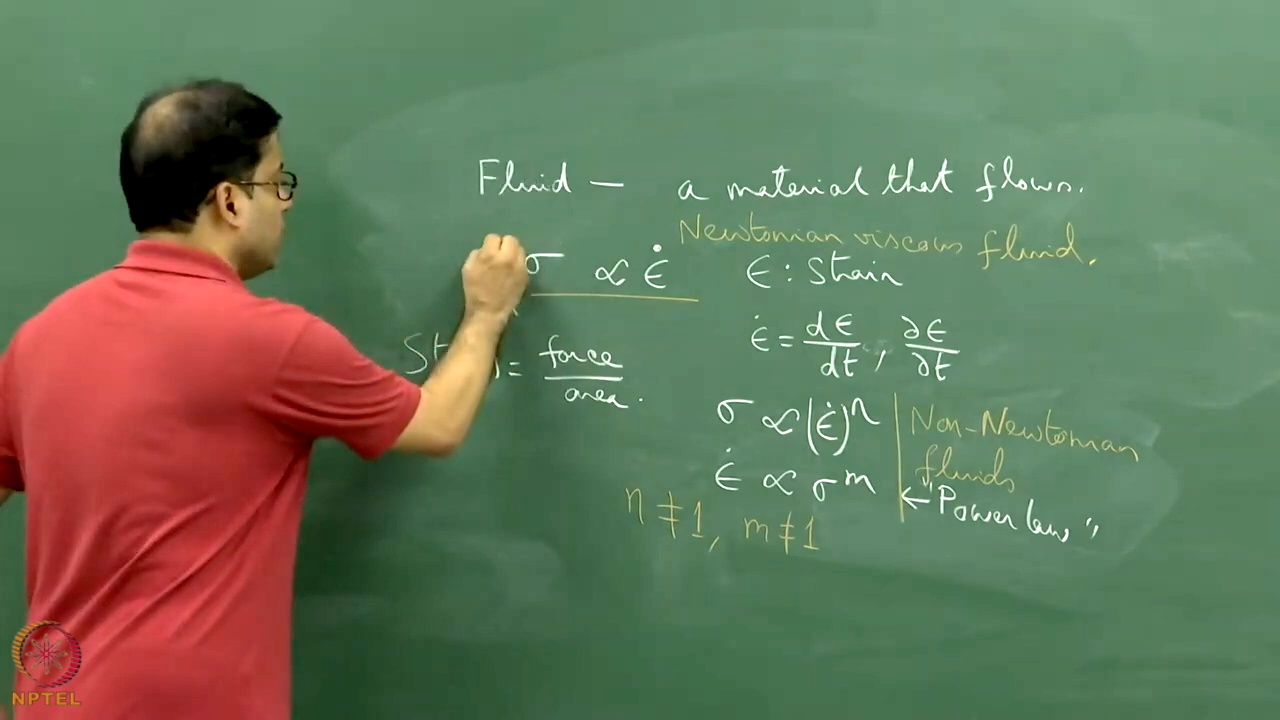 Fluid — a material that flows.
Newtonian viscous fluid.
σ ∝ ε̇
ϵ : Strain
= force / area.
ε̇ = dϵ/dt , ∂ϵ/∂t
σ ∝ (ε̇)ⁿ
ε̇ ∝ σᵐ
Non-Newtonian
fluids
← "Power law"
n ≠ 1, m ≠ 1
NPTEL